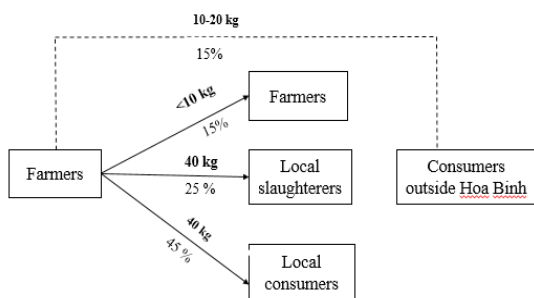 10-20 kg
15%
<10 kg
15%
Farmers
Farmers
40 kg
25 %
Local
slaughterers
Consumers
outside Hoa Binh
40 kg
45 %
Local
consumers